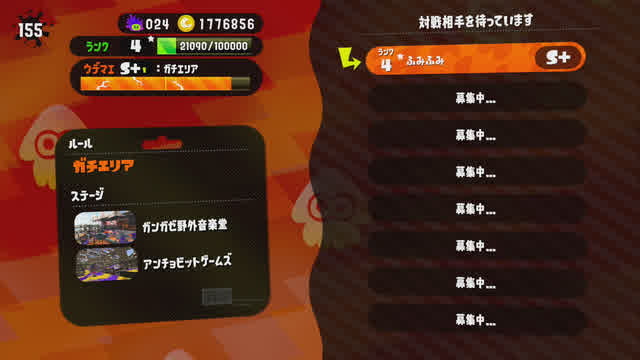 155
024 1776856
ランク 4 21090/100000
ウデマエ S+1 : ガチエリア
ルール
ガチエリア
ステージ
ガンガゼ野外音楽堂
アンチョビットゲームズ
対戦相手を待っています
ランク 4 ふみふみ S+
募集中...
募集中...
募集中...
募集中...
募集中...
募集中...
募集中...